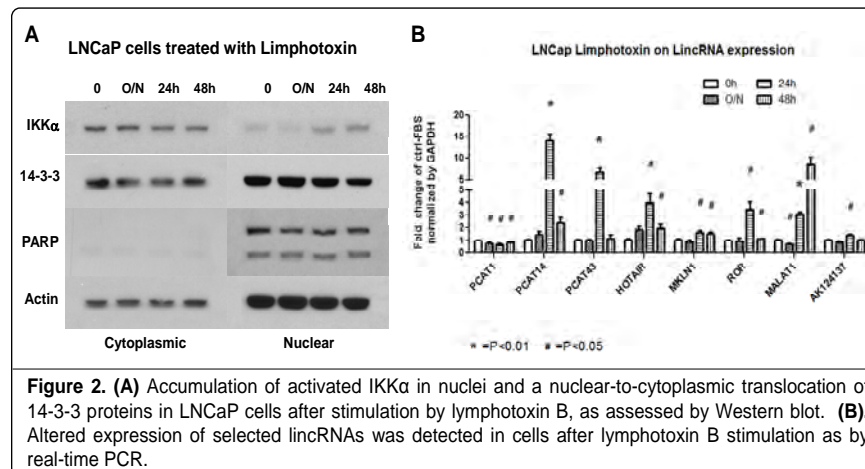 A
LNCaP cells treated with Limphotoxin
0 O/N 24h 48h 0 O/N 24h 48h
IKKα
14-3-3
PARP
Actin
Cytoplasmic Nuclear
B
LNCap Limphotoxin on LincRNA expression
0h 24h
O/N 48h
Fold change of ctrl-FBS
normalized by GAPDH
20
15
10
5
4
3
2
1
0
* * * # # # # # # # # # * # #
PCAT1 PCAT14 PCAT43 HOTAIR MKLN1 ROR MALAT1 AK124137
* =P<0.01 # =P<0.05
Figure 2. (A) Accumulation of activated IKKα in nuclei and a nuclear-to-cytoplasmic translocation of
14-3-3 proteins in LNCaP cells after stimulation by lymphotoxin B, as assessed by Western blot. (B).
Altered expression of selected lincRNAs was detected in cells after lymphotoxin B stimulation as by
real-time PCR.